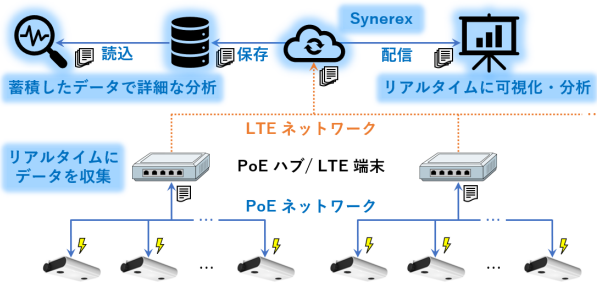 Synerex
読込
保存
配信
蓄積したデータで詳細な分析
リアルタイムに可視化・分析
LTE ネットワーク
リアルタイムに
データを収集
PoE ハブ/ LTE 端末
PoE ネットワーク
...
...
...
...